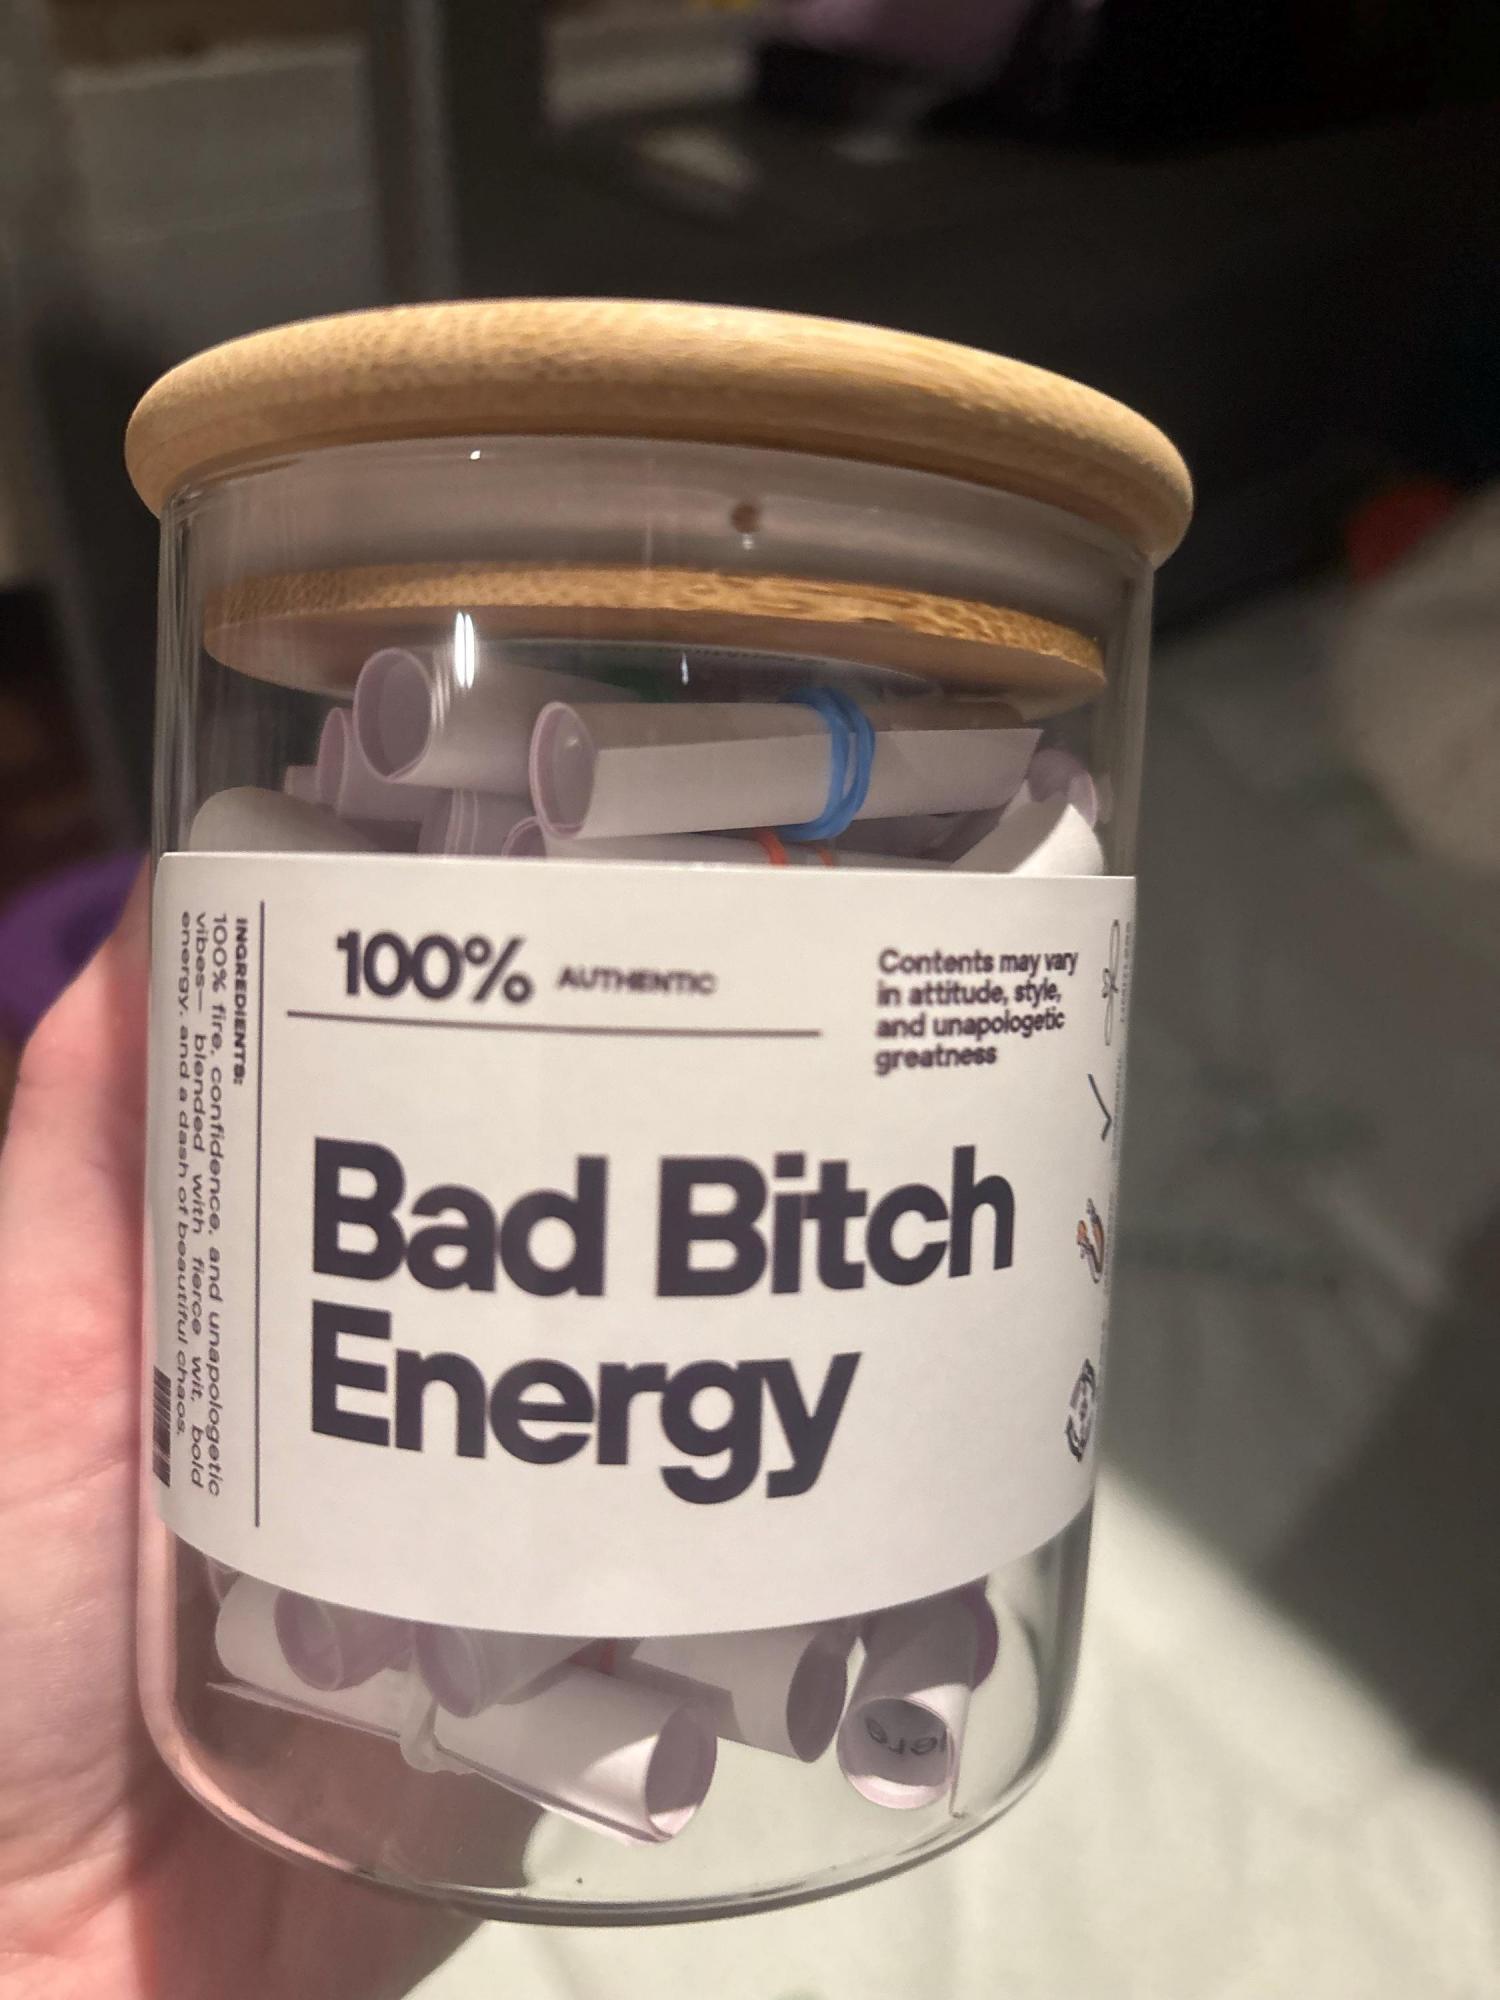 INGREDIENTS:
100% fire, confidence, and unapologetic
vibes— blended with fierce wit, bold
energy, and a dash of beautiful chaos.
100% AUTHENTIC
Contents may vary
in attitude, style,
and unapologetic
greatness
Bad Bitch
Energy